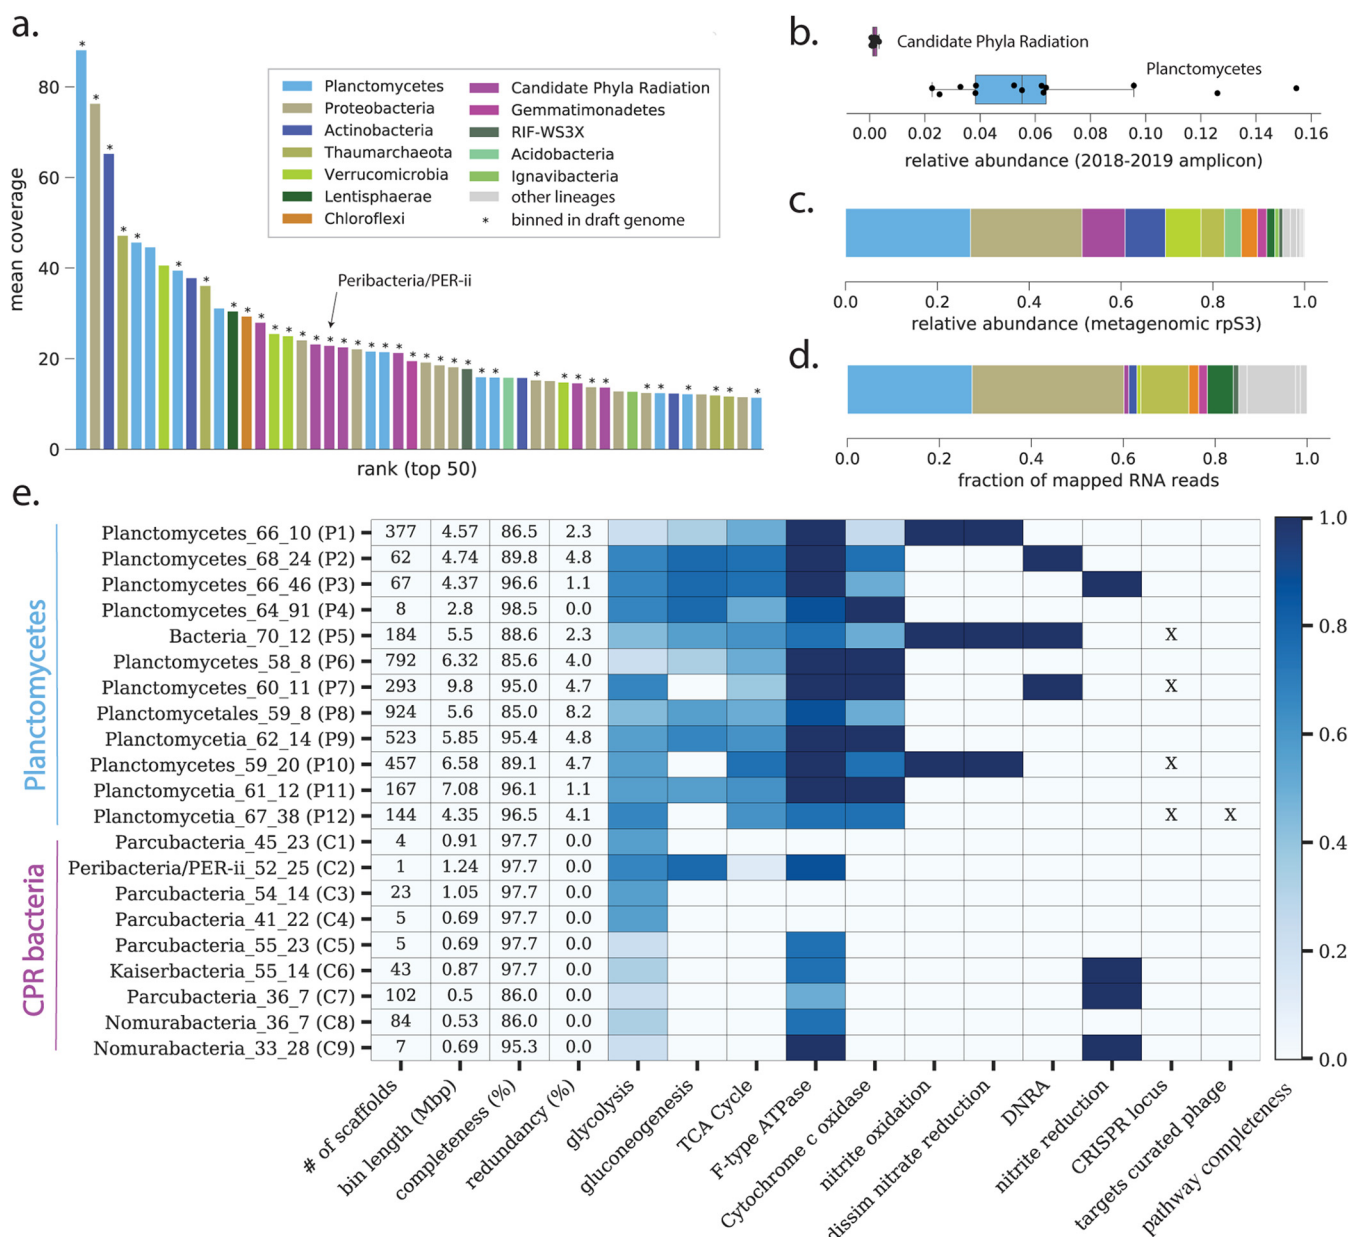 a.
mean coverage
80
60
40
20
0
rank (top 50)
Planctomycetes
Proteobacteria
Actinobacteria
Thaumarchaeota
Verrucomicrobia
Lentisphaerae
Chloroflexi
Candidate Phyla Radiation
Gemmatimonadetes
RIF-WS3X
Acidobacteria
Ignavibacteria
other lineages
* binned in draft genome
Peribacteria/PER-ii
b.
Candidate Phyla Radiation
Planctomycetes
0.00 0.02 0.04 0.06 0.08 0.10 0.12 0.14 0.16
relative abundance (2018-2019 amplicon)
c.
0.0 0.2 0.4 0.6 0.8 1.0
relative abundance (metagenomic rpS3)
d.
0.0 0.2 0.4 0.6 0.8 1.0
fraction of mapped RNA reads
e.
Planctomycetes
CPR bacteria
Planctomycetes_66_10 (P1) 377 4.57 86.5 2.3
Planctomycetes_68_24 (P2) 62 4.74 89.8 4.8
Planctomycetes_66_46 (P3) 67 4.37 96.6 1.1
Planctomycetes_64_91 (P4) 8 2.8 98.5 0.0
Bacteria_70_12 (P5) 184 5.5 88.6 2.3 X
Planctomycetes_58_8 (P6) 792 6.32 85.6 4.0
Planctomycetes_60_11 (P7) 293 9.8 95.0 4.7 X
Planctomycetales_59_8 (P8) 924 5.6 85.0 8.2
Planctomycetia_62_14 (P9) 523 5.85 95.4 4.8
Planctomycetes_59_20 (P10) 457 6.58 89.1 4.7 X
Planctomycetia_61_12 (P11) 167 7.08 96.1 1.1
Planctomycetia_67_38 (P12) 144 4.35 96.5 4.1 X X
Parcubacteria_45_23 (C1) 4 0.91 97.7 0.0
Peribacteria/PER-ii_52_25 (C2) 1 1.24 97.7 0.0
Parcubacteria_54_14 (C3) 23 1.05 97.7 0.0
Parcubacteria_41_22 (C4) 5 0.69 97.7 0.0
Parcubacteria_55_23 (C5) 5 0.69 97.7 0.0
Kaiserbacteria_55_14 (C6) 43 0.87 97.7 0.0
Parcubacteria_36_7 (C7) 102 0.5 86.0 0.0
Nomurabacteria_36_7 (C8) 84 0.53 86.0 0.0
Nomurabacteria_33_28 (C9) 7 0.69 95.3 0.0
# of scaffolds
bin length (Mbp)
completeness (%)
redundancy (%)
glycolysis
gluconeogenesis
TCA Cycle
F-type ATPase
Cytochrome c oxidase
nitrite oxidation
dissim nitrate reduction
DNRA
nitrite reduction
CRISPR locus
targets curated phage
pathway completeness
1.0
0.8
0.6
0.4
0.2
0.0